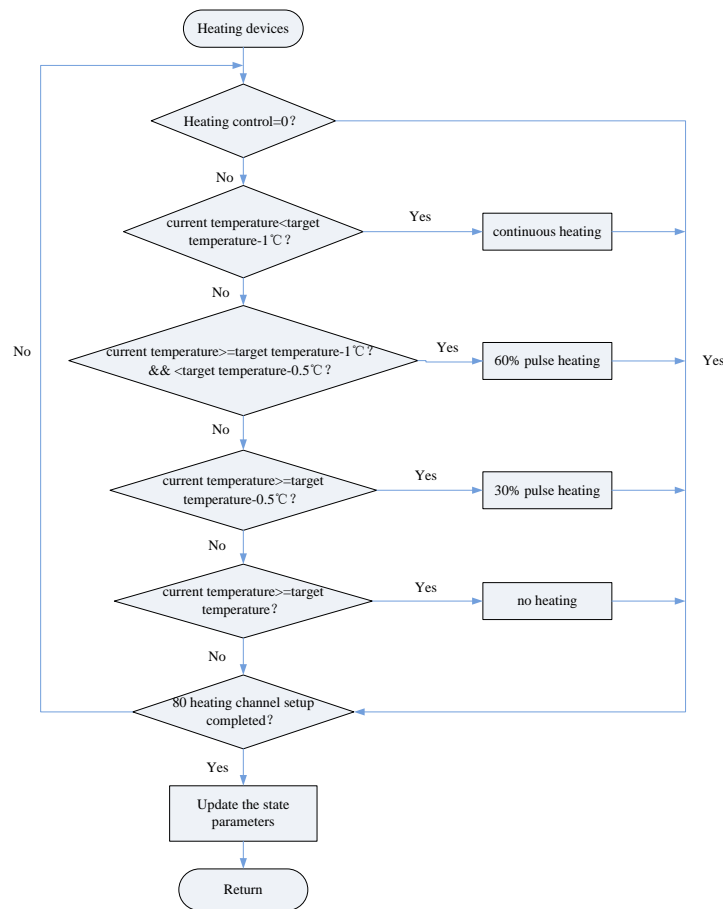 Heating devices
Heating control=0？
No
current temperature<target
temperature-1℃？
Yes
continuous heating
No
current temperature>=target temperature-1℃？
&& <target temperature-0.5℃？
Yes
60% pulse heating
No
Yes
No
current temperature>=target
temperature-0.5℃？
Yes
30% pulse heating
No
current temperature>=target
temperature？
Yes
no heating
No
80 heating channel setup
completed？
Yes
Update the state
parameters
Return